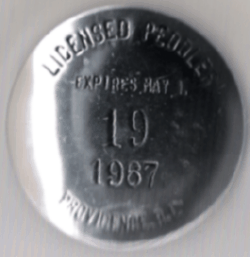 LICENSED PEDDLER
EXPIRES MAY 1,
19
1987
PROVIDENCE, R.I.